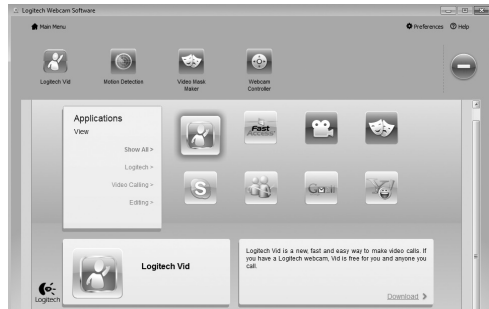 Logitech Webcam Software
Main Menu
Preferences
Help
Logitech Vid
Motion Detection
Video Mask
Maker
Webcam
Controller
Applications
View
Show All >
Logitech >
Video Calling >
Editing >
Fast
Access
S
Gmail
Logitech Vid
Logitech Vid is a new, fast and easy way to make video calls. If
you have a Logitech webcam, Vid is free for you and anyone you
call.
Download >
Logitech